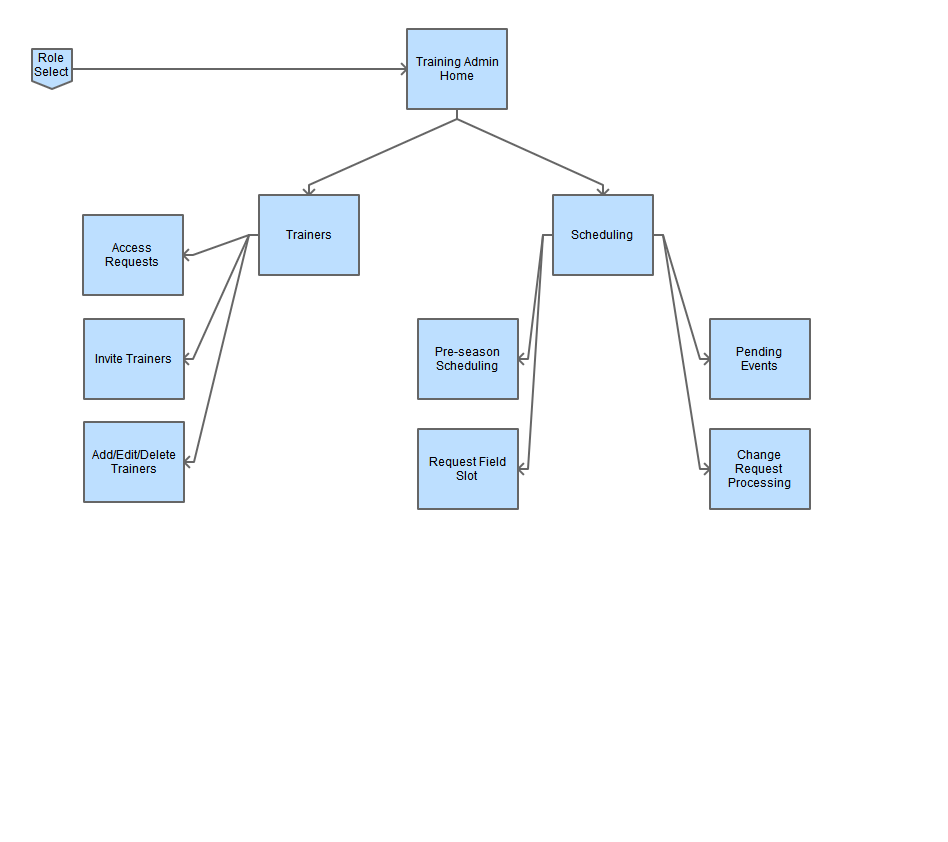 Role
Select
Training Admin
Home
Trainers
Scheduling
Access
Requests
Invite Trainers
Add/Edit/Delete
Trainers
Pre-season
Scheduling
Request Field
Slot
Pending
Events
Change
Request
Processing